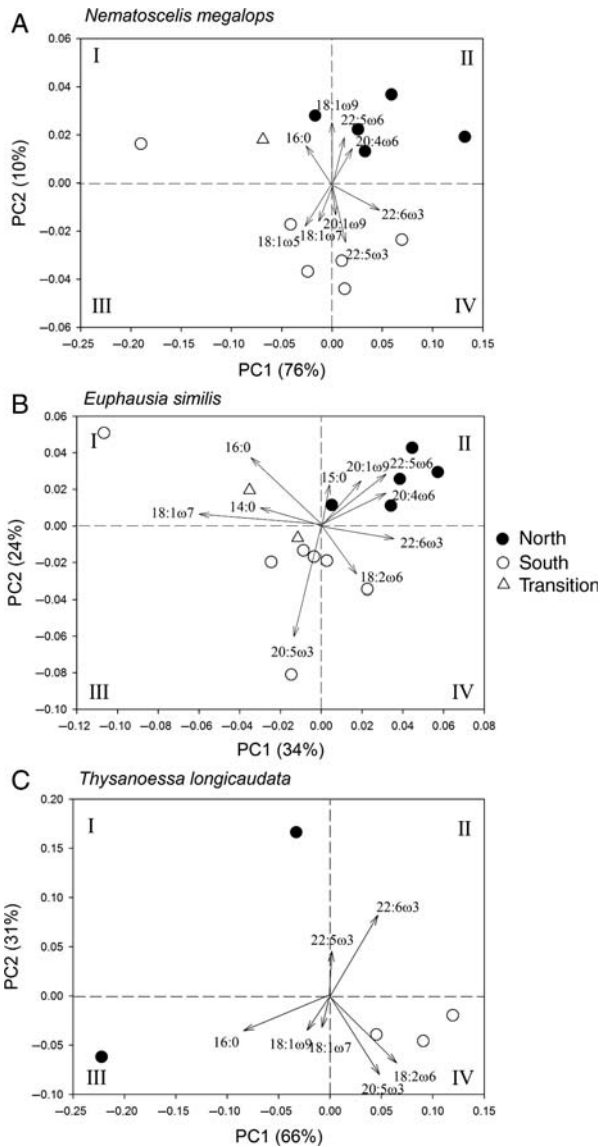 A Nematoscelis megalops
0.06
0.04
0.02
0.00
−0.02
−0.04
−0.06
PC2 (10%)
I
II
III
IV
18:1ω9
22:5ω6
16:0
20:4ω6
22:6ω3
20:1ω9
18:1ω7
18:1ω5
22:5ω3
−0.25 −0.20 −0.15 −0.10 −0.05 0.00 0.05 0.10 0.15
PC1 (76%)
B Euphausia similis
0.06
0.04
0.02
0.00
−0.02
−0.04
−0.06
−0.08
−0.10
PC2 (24%)
I
II
III
IV
16:0
20:1ω9
22:5ω6
15:0
20:4ω6
14:0
18:1ω7
22:6ω3
18:2ω6
20:5ω3
−0.12 −0.10 −0.08 −0.06 −0.04 −0.02 0.00 0.02 0.04 0.06 0.08
PC1 (34%)
North
South
Transition
C Thysanoessa longicaudata
0.20
0.15
0.10
0.05
0.00
−0.05
0.10
PC2 (31%)
I
II
III
IV
22:6ω3
22:5ω3
16:0
18:1ω9
18:1ω7
18:2ω6
20:5ω3
−0.25 −0.20 −0.15 −0.10 −0.05 0.00 0.05 0.10 0.15
PC1 (66%)